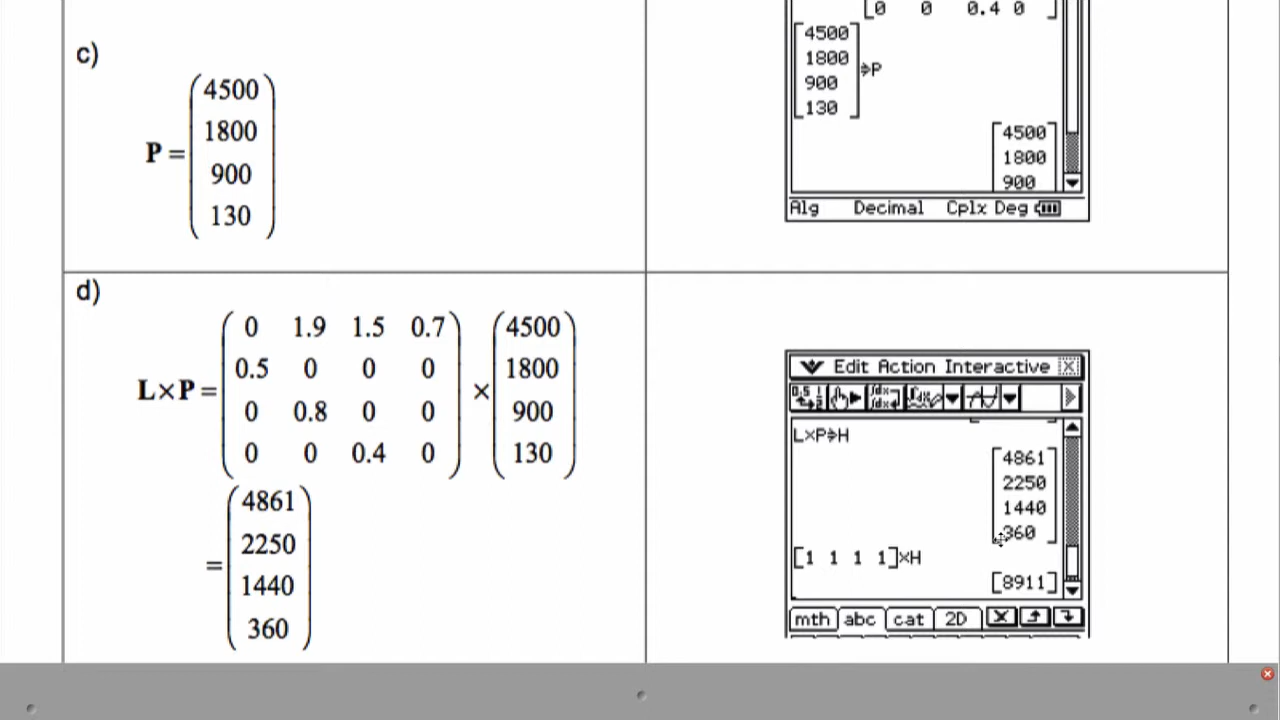 c)
P = (4500
1800
900
130)
[0 0 0.4 0]
[4500
1800
900
130]⇒P
[4500
1800
900
Alg Decimal Cplx Deg
d)
L×P = (0 1.9 1.5 0.7
0.5 0 0 0
0 0.8 0 0
0 0 0.4 0) × (4500
1800
900
130)
= (4861
2250
1440
360)
Edit Action Interactive
L×P⇒H
[4861
2250
1440
360]
[1 1 1 1]×H
[8911]
mth abc cat 2D